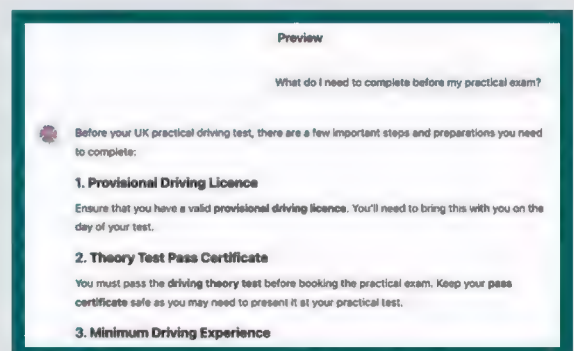 Preview
What do I need to complete before my practical exam?
Before your UK practical driving test, there are a few important steps and preparations you need
to complete:
1. Provisional Driving Licence
Ensure that you have a valid provisional driving licence. You'll need to bring this with you on the
day of your test.
2. Theory Test Pass Certificate
You must pass the driving theory test before booking the practical exam. Keep your pass
certificate safe as you may need to present it at your practical test.
3. Minimum Driving Experience